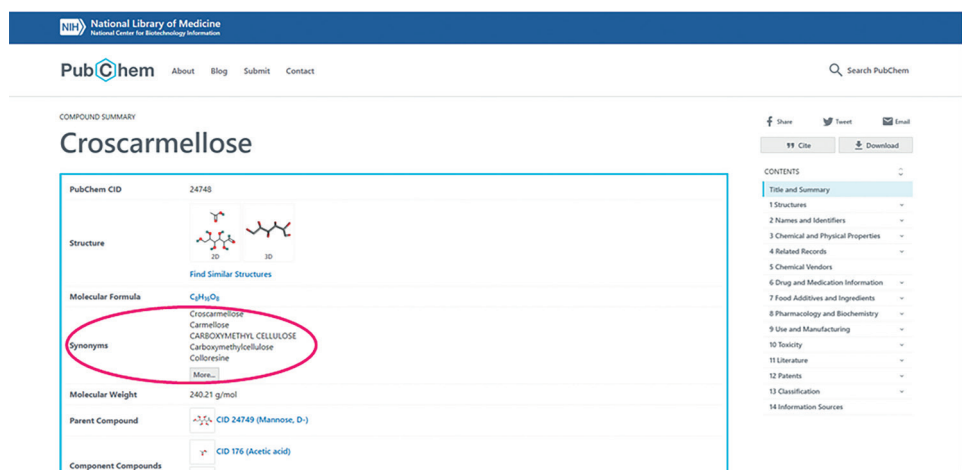 NIH National Library of Medicine
National Center for Biotechnology Information
PubChem About Blog Submit Contact Search PubChem
COMPOUND SUMMARY
Croscarmellose
Share Tweet Email
Cite Download
PubChem CID 24748
Structure
2D 3D
Find Similar Structures
Molecular Formula C₈H₁₆O₈
Synonyms
Croscarmellose
Carmellose
CARBOXYMETHYL CELLULOSE
Carboxymethylcellulose
Colloresine
More...
Molecular Weight 240.21 g/mol
Parent Compound CID 24749 (Mannose, D-)
Component Compounds
CID 176 (Acetic acid)
CONTENTS
Title and Summary
1 Structures
2 Names and Identifiers
3 Chemical and Physical Properties
4 Related Records
5 Chemical Vendors
6 Drug and Medication Information
7 Food Additives and Ingredients
8 Pharmacology and Biochemistry
9 Use and Manufacturing
10 Toxicity
11 Literature
12 Patents
13 Classification
14 Information Sources